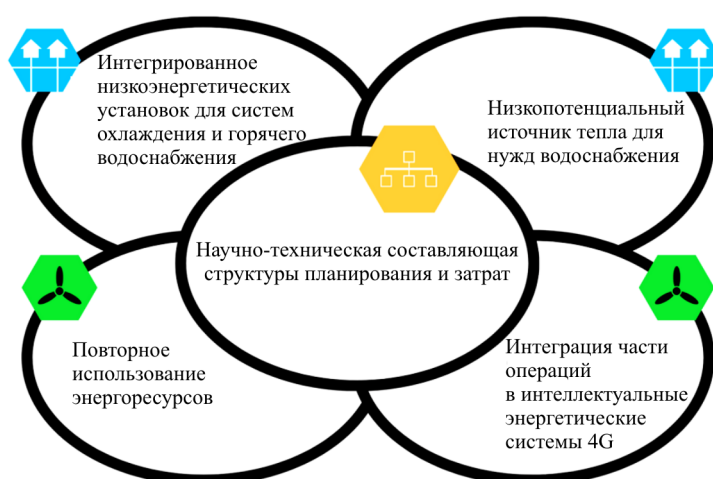 Интегрированное
низкоэнергетических
установок для систем
охлаждения и горячего
водоснабжения
Низкопотенциальный
источник тепла для
нужд водоснабжения
Научно-техническая составляющая
структуры планирования и затрат
Повторное
использование
энергоресурсов
Интеграция части
операций
в интеллектуальные
энергетические
системы 4G